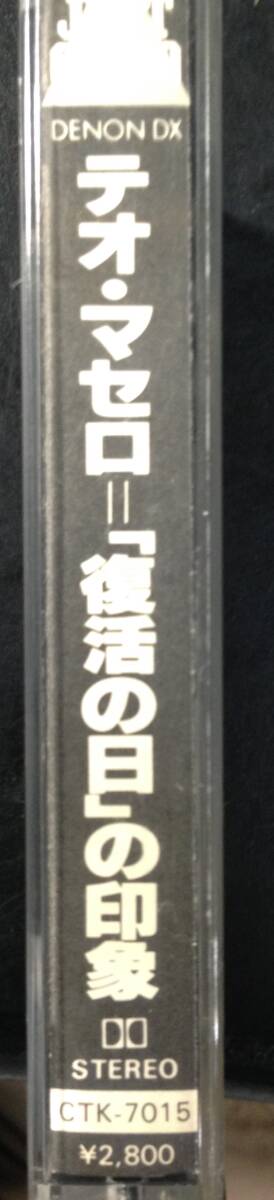 DENON DX
テオ・マセロ=「復活の日」の印象
STEREO
CTK-7015
¥2,800